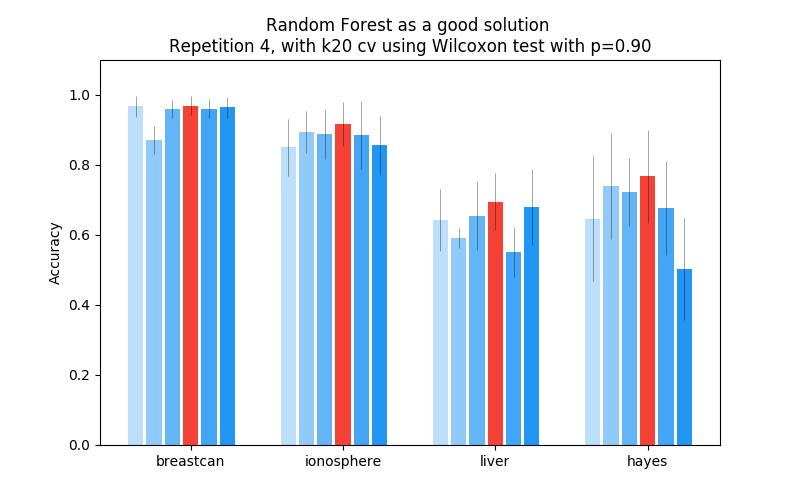 Random Forest as a good solution
Repetition 4, with k20 cv using Wilcoxon test with p=0.90
1.0
0.8
0.6
0.4
0.2
0.0
Accuracy
breastcan
ionosphere
liver
hayes